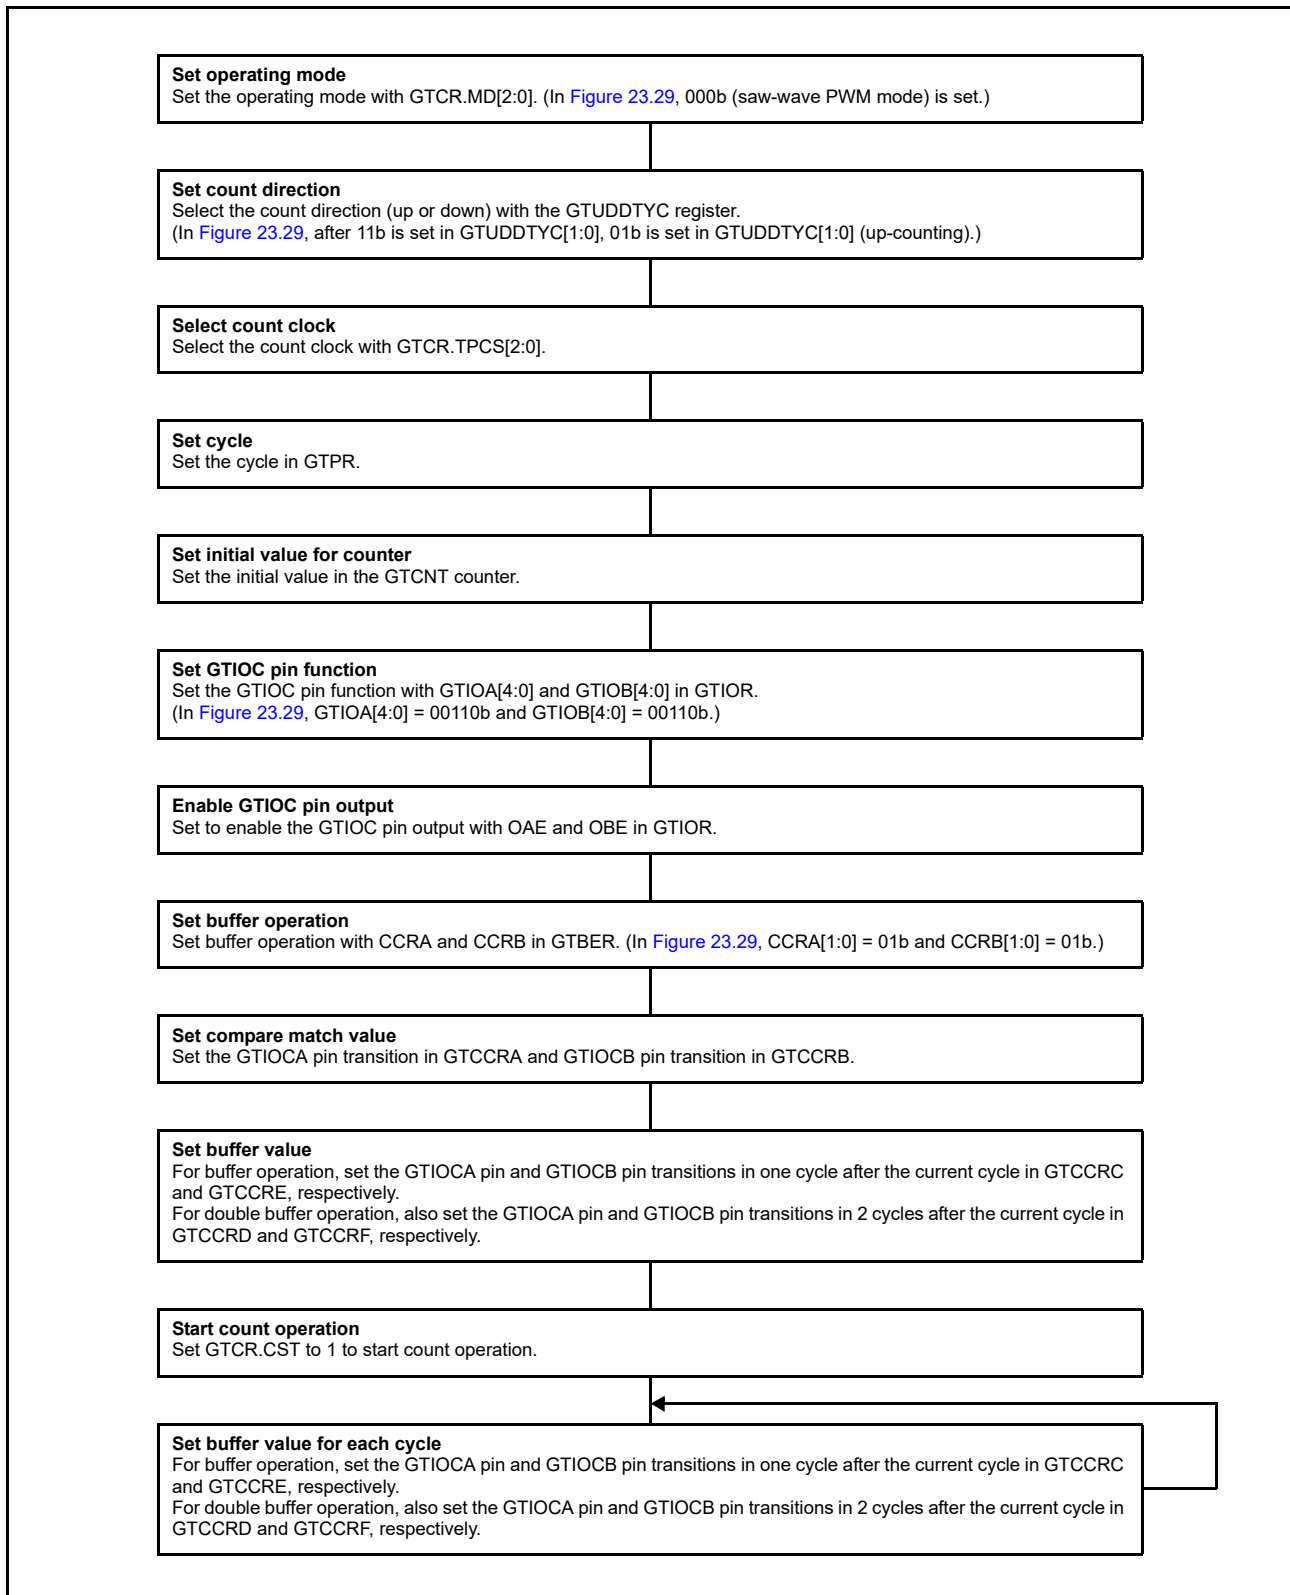 Set operating mode
Set the operating mode with GTCR.MD[2:0]. (In Figure 23.29, 000b (saw-wave PWM mode) is set.)
Set count direction
Select the count direction (up or down) with the GTUDDTYC register.
(In Figure 23.29, after 11b is set in GTUDDTYC[1:0], 01b is set in GTUDDTYC[1:0] (up-counting).)
Select count clock
Select the count clock with GTCR.TPCS[2:0].
Set cycle
Set the cycle in GTPR.
Set initial value for counter
Set the initial value in the GTCNT counter.
Set GTIOC pin function
Set the GTIOC pin function with GTIOA[4:0] and GTIOB[4:0] in GTIOR.
(In Figure 23.29, GTIOA[4:0] = 00110b and GTIOB[4:0] = 00110b.)
Enable GTIOC pin output
Set to enable the GTIOC pin output with OAE and OBE in GTIOR.
Set buffer operation
Set buffer operation with CCRA and CCRB in GTBER. (In Figure 23.29, CCRA[1:0] = 01b and CCRB[1:0] = 01b.)
Set compare match value
Set the GTIOCA pin transition in GTCCRA and GTIOCB pin transition in GTCCRB.
Set buffer value
For buffer operation, set the GTIOCA pin and GTIOCB pin transitions in one cycle after the current cycle in GTCCRC
and GTCCRE, respectively.
For double buffer operation, also set the GTIOCA pin and GTIOCB pin transitions in 2 cycles after the current cycle in
GTCCRD and GTCCRF, respectively.
Start count operation
Set GTCR.CST to 1 to start count operation.
Set buffer value for each cycle
For buffer operation, set the GTIOCA pin and GTIOCB pin transitions in one cycle after the current cycle in GTCCRC
and GTCCRE, respectively.
For double buffer operation, also set the GTIOCA pin and GTIOCB pin transitions in 2 cycles after the current cycle in
GTCCRD and GTCCRF, respectively.